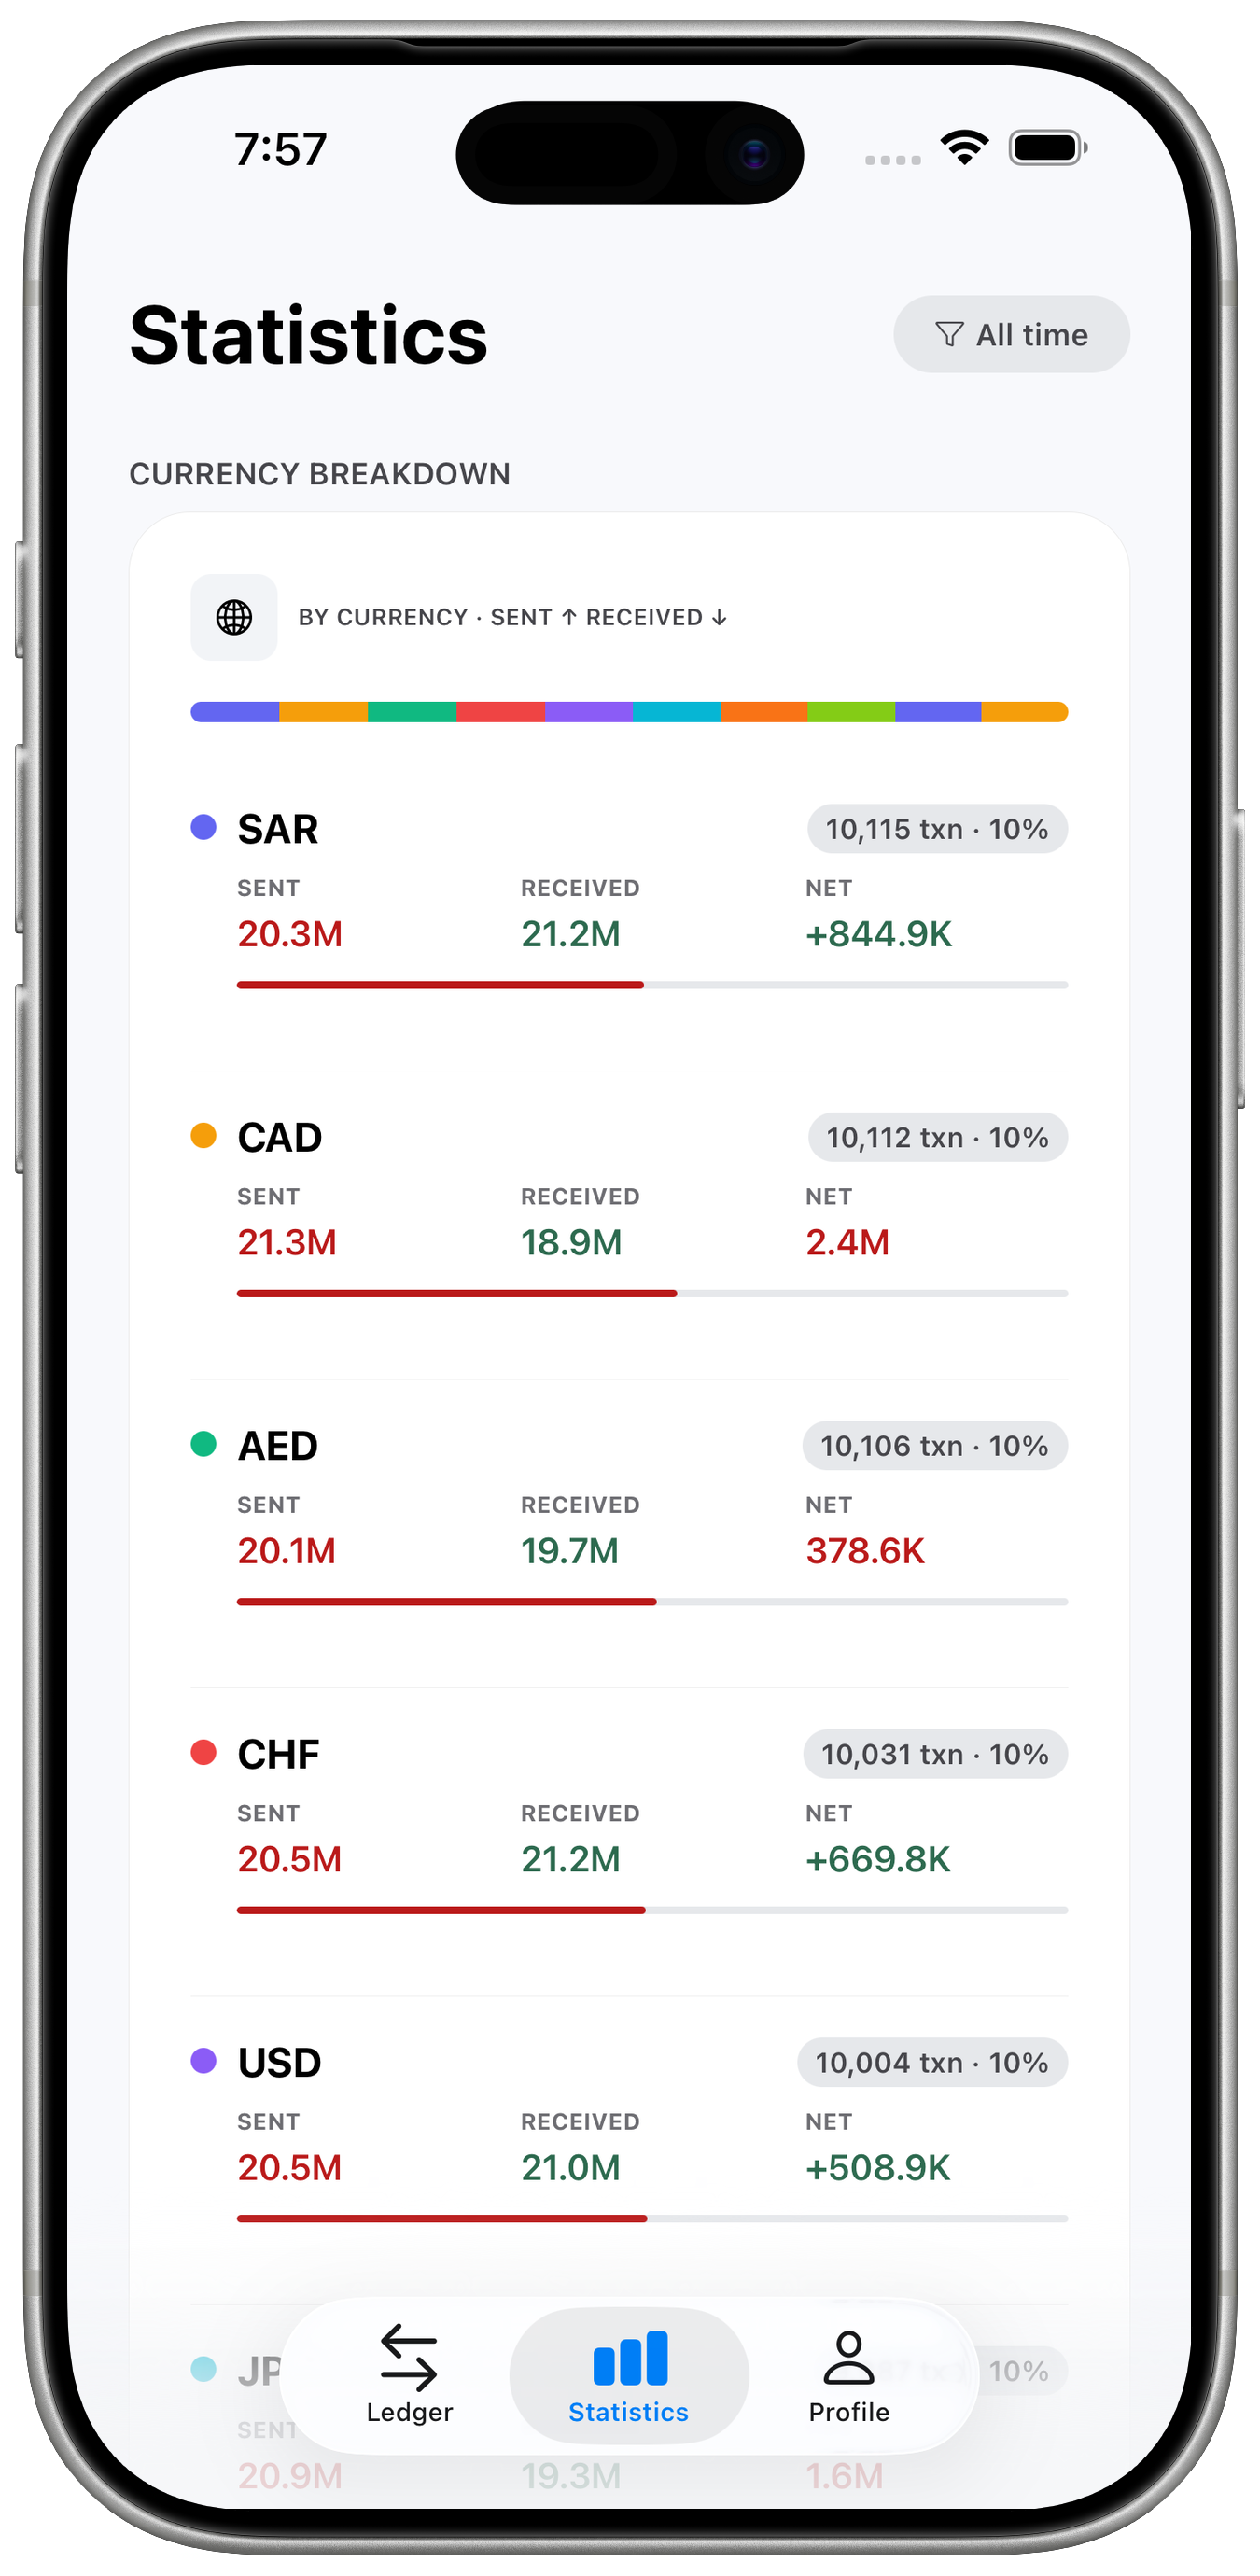 7:57
Statistics
All time
CURRENCY BREAKDOWN
BY CURRENCY · SENT ↑ RECEIVED ↓
SAR 10,115 txn · 10%
SENT RECEIVED NET
20.3M 21.2M +844.9K
CAD 10,112 txn · 10%
SENT RECEIVED NET
21.3M 18.9M 2.4M
AED 10,106 txn · 10%
SENT RECEIVED NET
20.1M 19.7M 378.6K
CHF 10,031 txn · 10%
SENT RECEIVED NET
20.5M 21.2M +669.8K
USD 10,004 txn · 10%
SENT RECEIVED NET
20.5M 21.0M +508.9K
JP 10%
SENT
20.9M 19.3M 1.6M
Ledger Statistics Profile